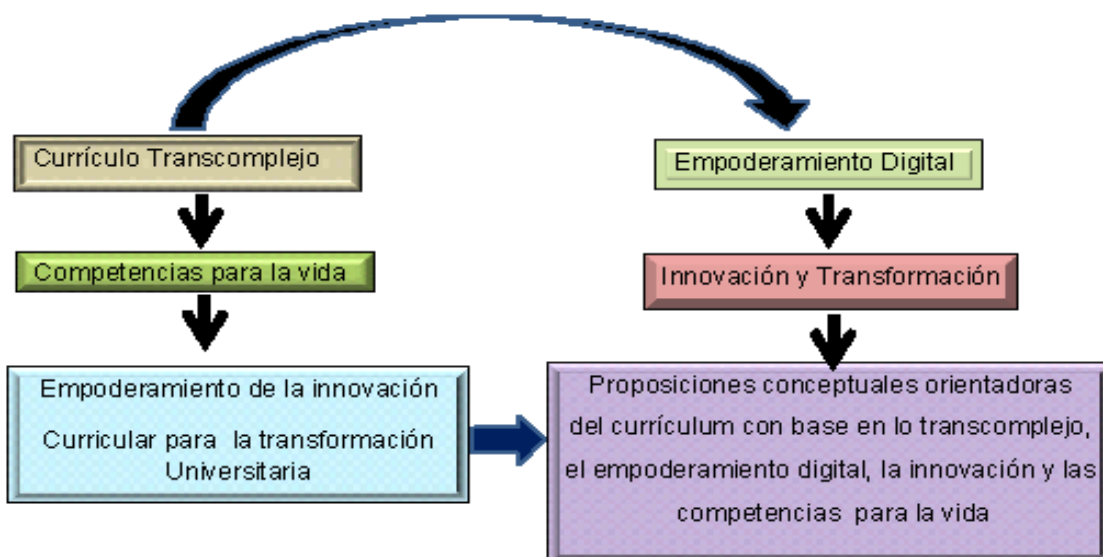 Currículo Transcomplejo
Empoderamiento Digital
Competencias para la vida
Innovación y Transformación
Empoderamiento de la innovación
Curricular para la transformación
Universitaria
Proposiciones conceptuales orientadoras
del currículum con base en lo transcomplejo,
el empoderamiento digital, la innovación y las
competencias para la vida